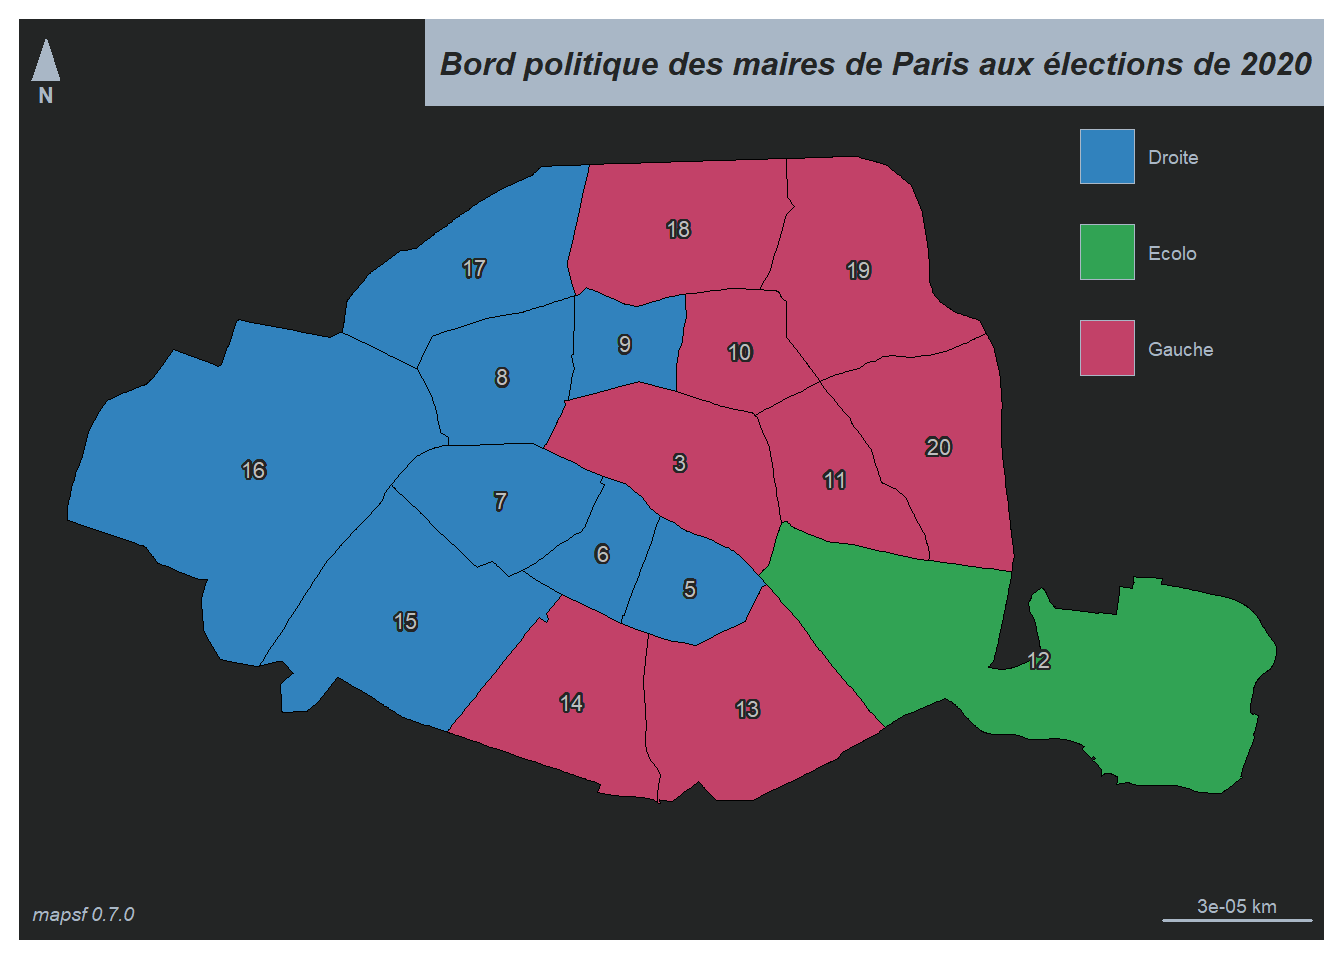 Bord politique des maires de Paris aux élections de 2020
N
Droite
Ecolo
Gauche
18
17
19
9
10
8
20
3
16
11
7
6
5
15
12
14
13
3e-05 km
mapsf 0.7.0